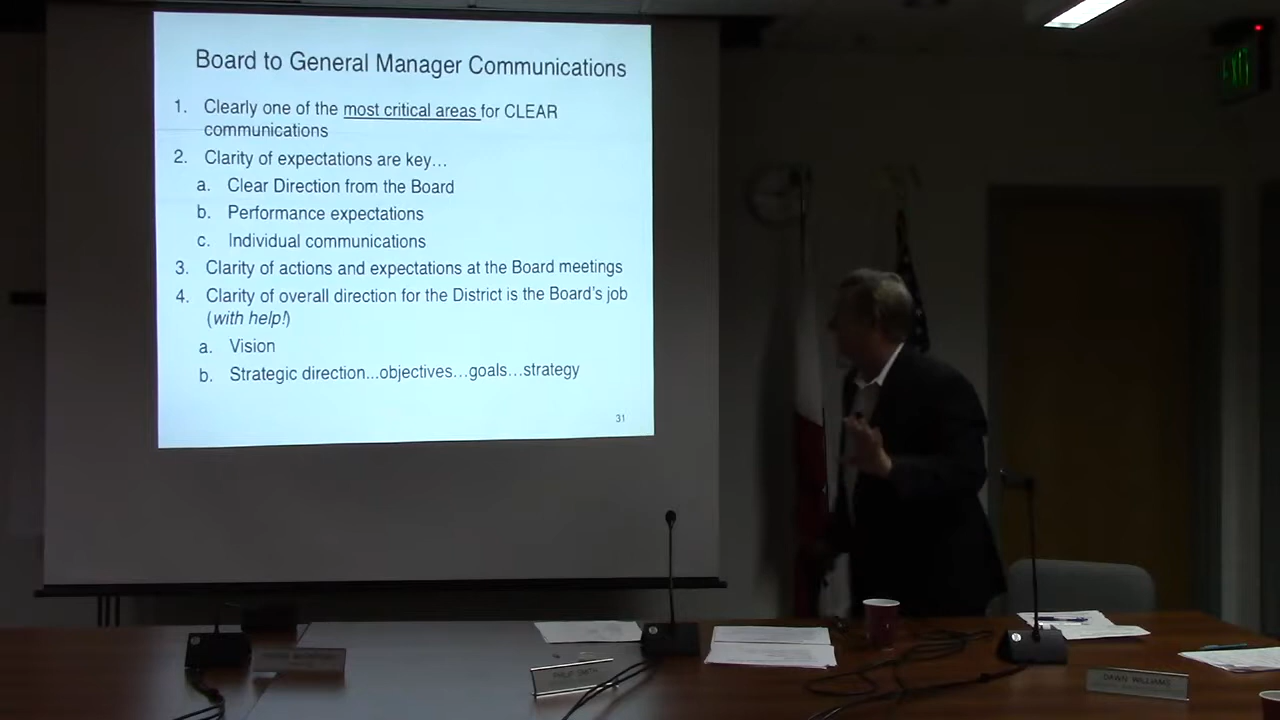 Board to General Manager Communications
1. Clearly one of the most critical areas for CLEAR
communications
2. Clarity of expectations are key...
a. Clear Direction from the Board
b. Performance expectations
c. Individual communications
3. Clarity of actions and expectations at the Board meetings
4. Clarity of overall direction for the District is the Board's job
(with help!)
a. Vision
b. Strategic direction...objectives...goals...strategy
31
EXIT
DAWN WILLIAMS